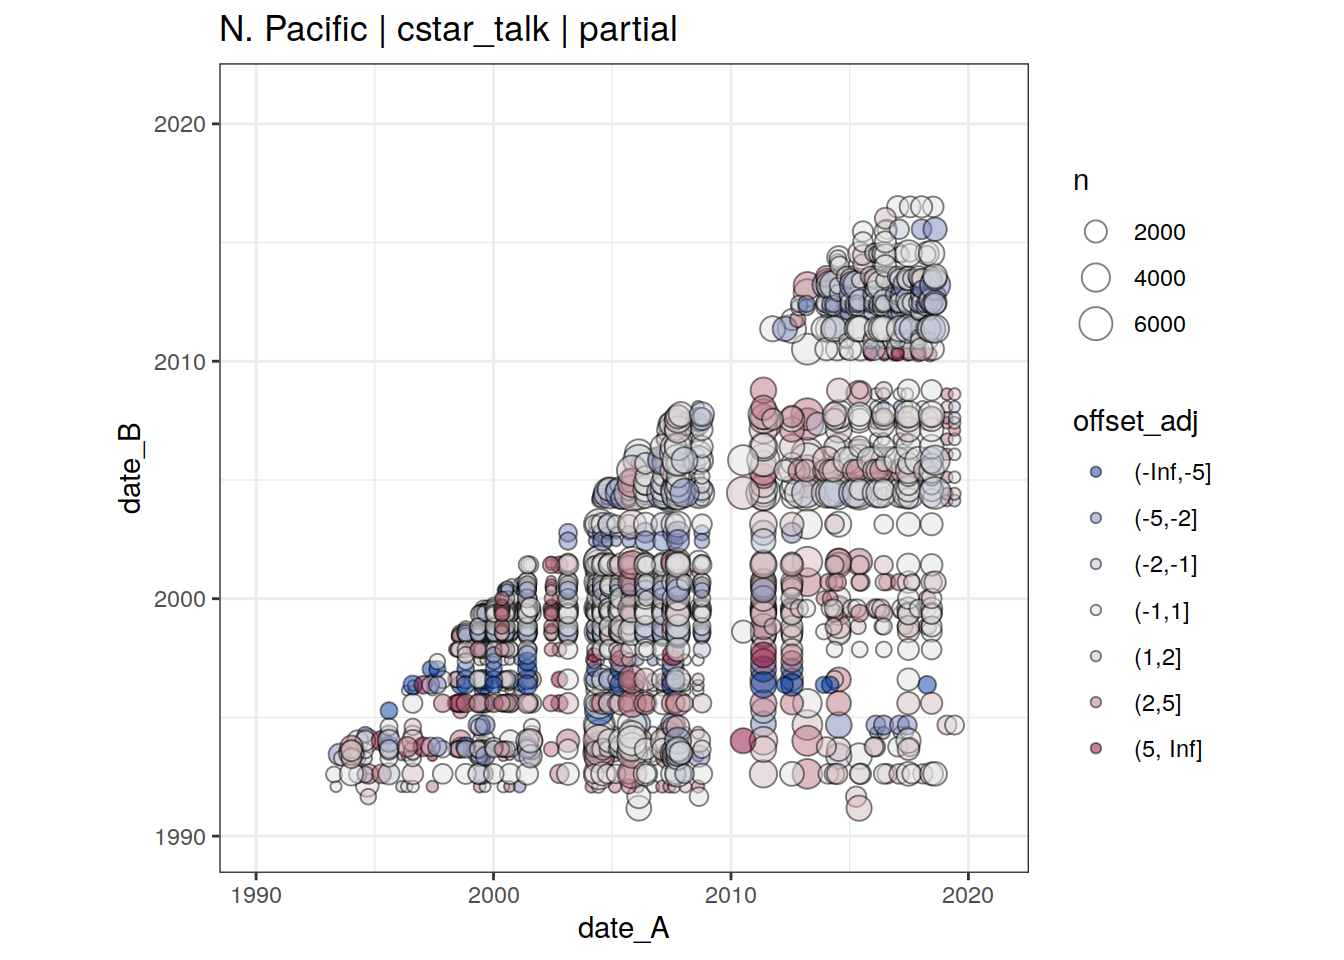 N. Pacific | cstar_talk | partial
2020
2010
2000
1990
date_B
1990 2000 2010 2020
date_A
n
2000
4000
6000
offset_adj
(-Inf,-5]
(-5,-2]
(-2,-1]
(-1,1]
(1,2]
(2,5]
(5, Inf]